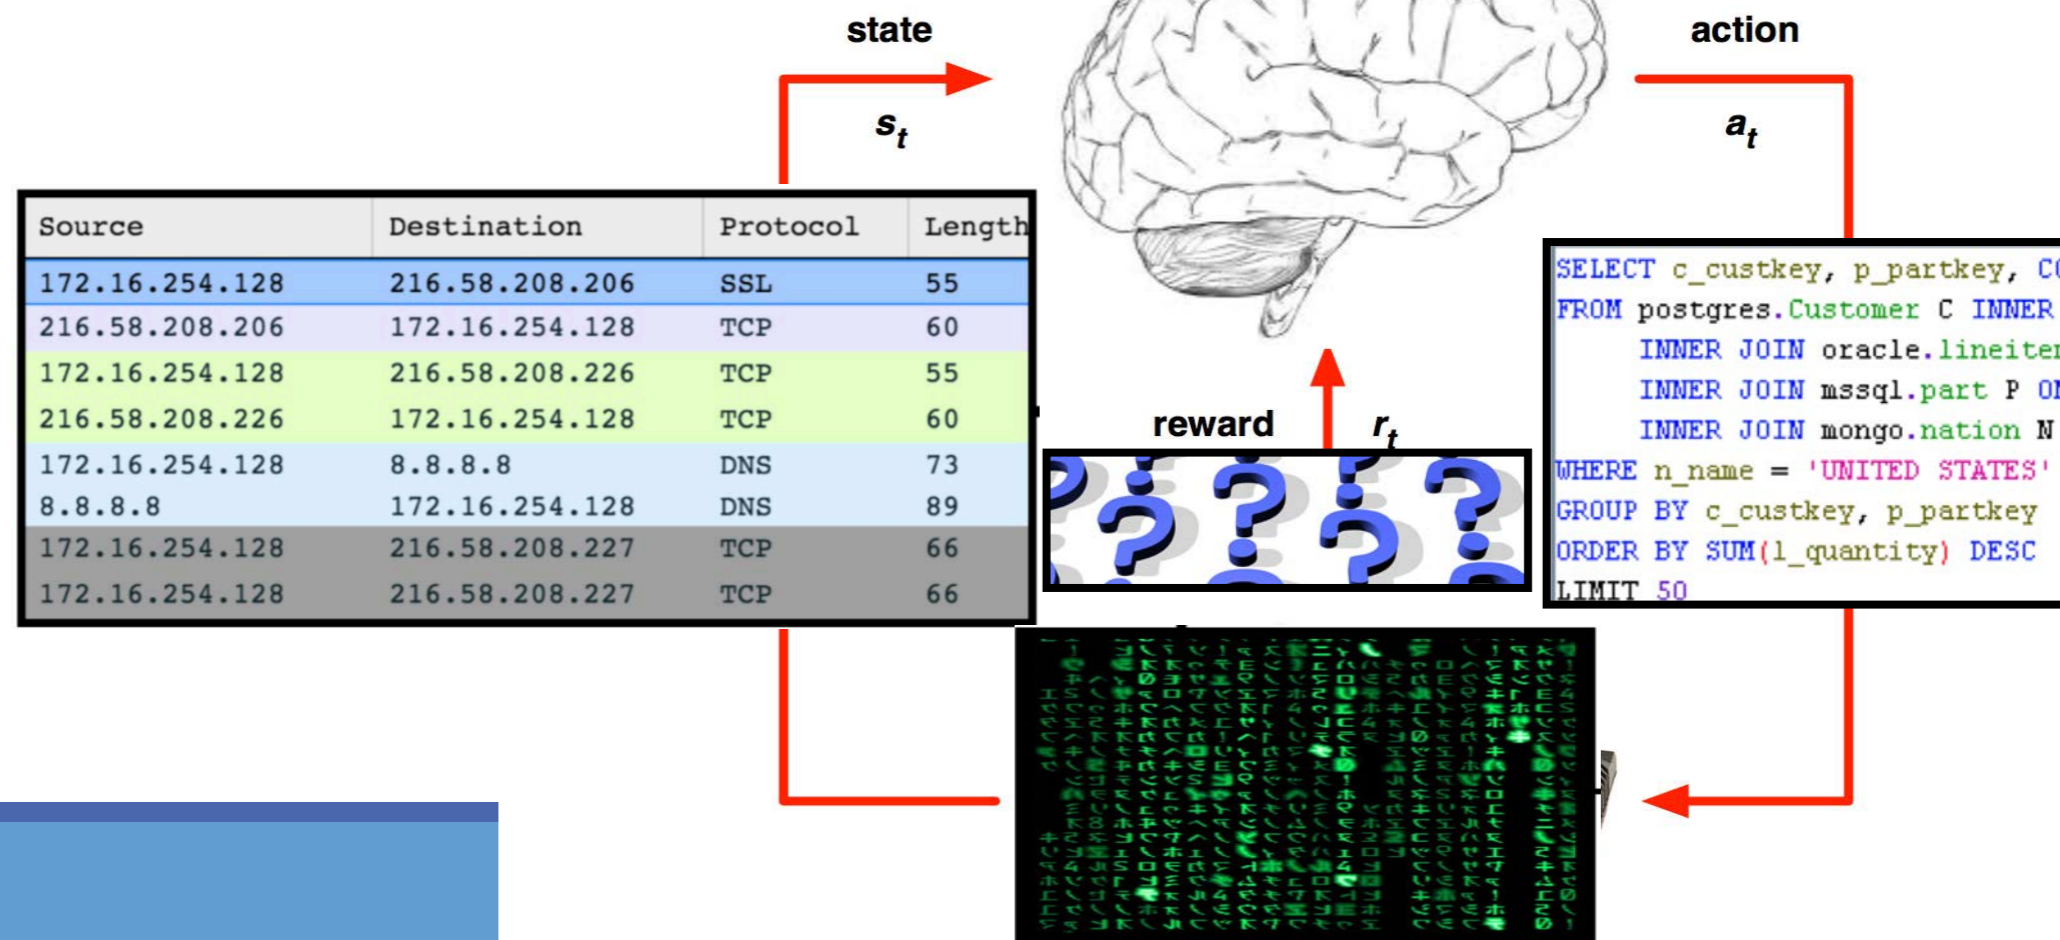 state
action
s_t
a_t
Source Destination Protocol Length
172.16.254.128 216.58.208.206 SSL 55
216.58.208.206 172.16.254.128 TCP 60
172.16.254.128 216.58.208.226 TCP 55
216.58.208.226 172.16.254.128 TCP 60
172.16.254.128 8.8.8.8 DNS 73
8.8.8.8 172.16.254.128 DNS 89
172.16.254.128 216.58.208.227 TCP 66
172.16.254.128 216.58.208.227 TCP 66
reward
r_t
SELECT c_custkey, p_partkey,
FROM postgres.Customer C INNER
INNER JOIN oracle.
INNER JOIN mssql.part P
INNER JOIN mongo.nation N
WHERE n_name = 'UNITED STATES'
GROUP BY c_custkey, p_partkey
ORDER BY SUM(l_quantity) DESC
LIMIT 50